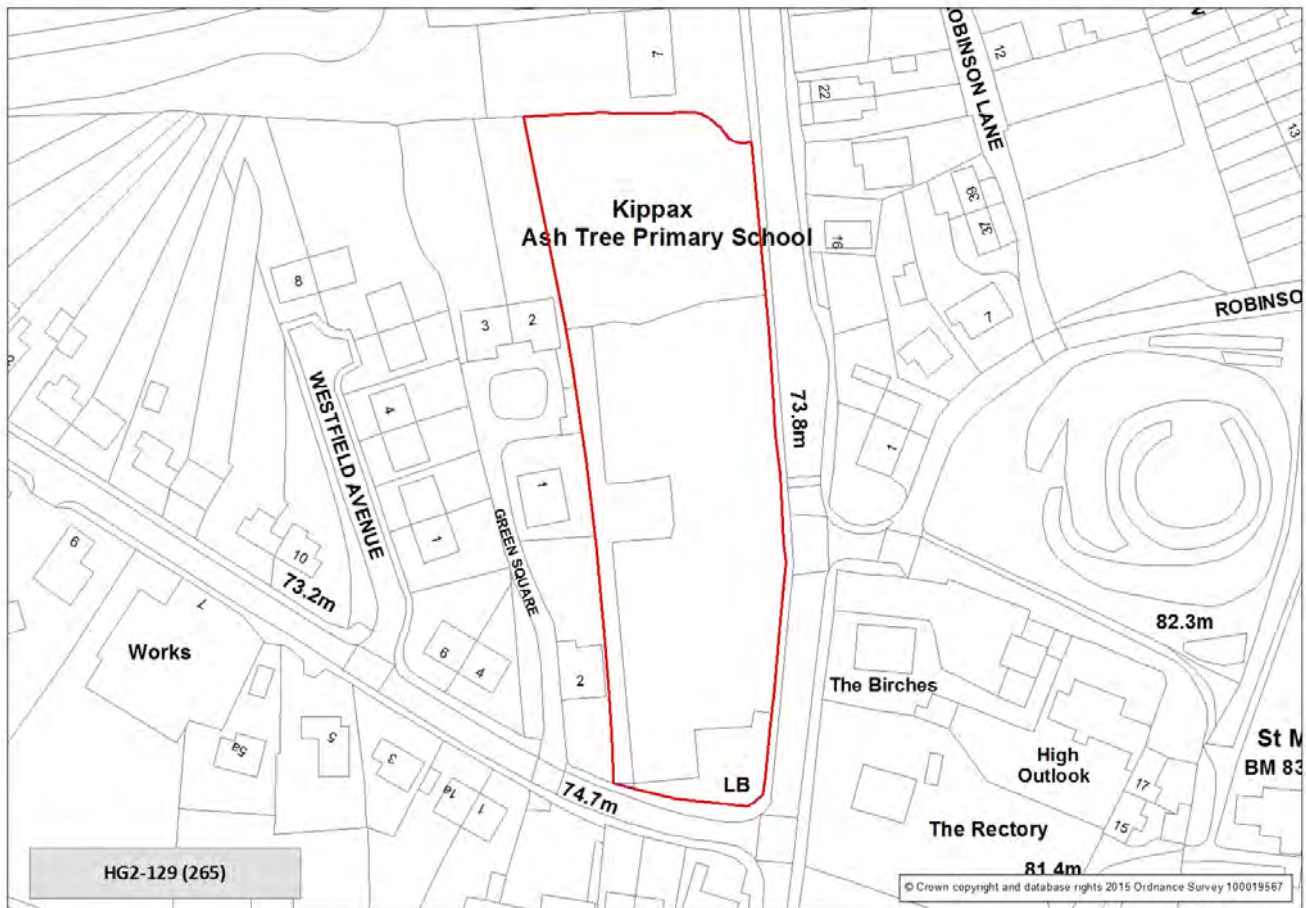 ROBINSON LANE
12
7
22
13
Kippax
Ash Tree Primary School
39
37
16
8
7
ROBINSO
3
2
WESTFIELD AVENUE
4
73.8m
1
1
1
GREEN SQUARE
9
10
73.2m
7
Works
6
4
2
82.3m
The Birches
5
5a
3
1a
1
LB
74.7m
High
Outlook
17
15
St M
BM 83
The Rectory
81.4m
HG2-129 (265)
© Crown copyright and database rights 2015 Ordnance Survey 100019567